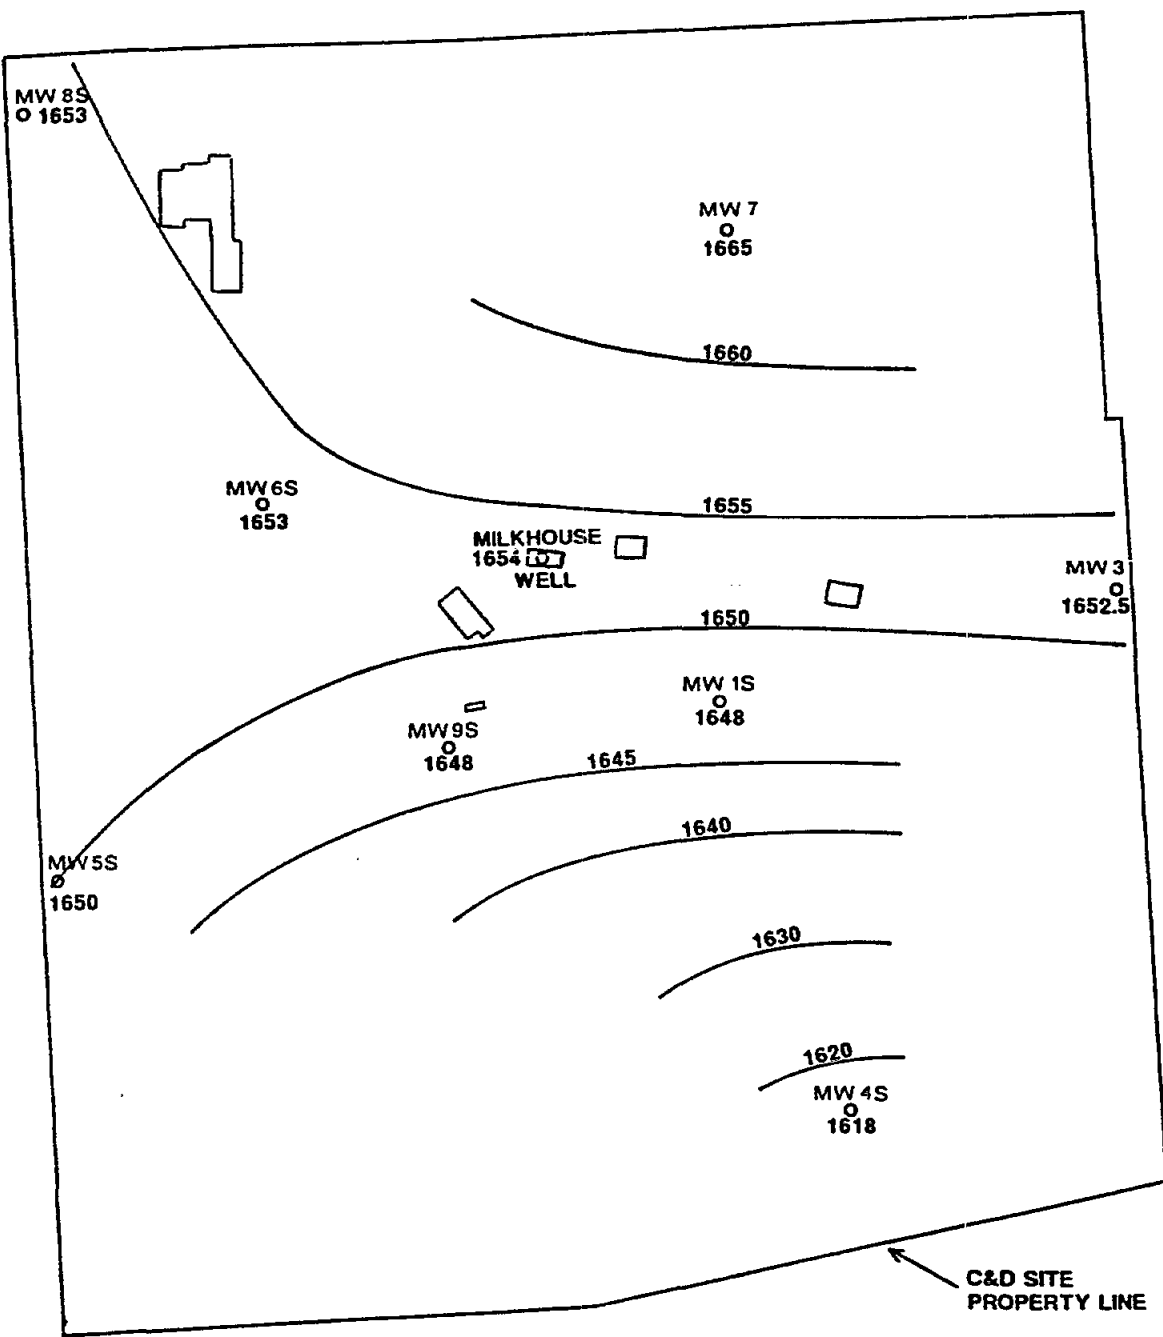 MW 8S
1653
MW 7
1665
1660
MW 6S
1653
1655
MILKHOUSE
1654
WELL
MW 3
1652.5
1650
MW 1S
1648
MW 9S
1648
1645
1640
MW 5S
1650
1630
1620
MW 4S
1618
C&D SITE
PROPERTY LINE